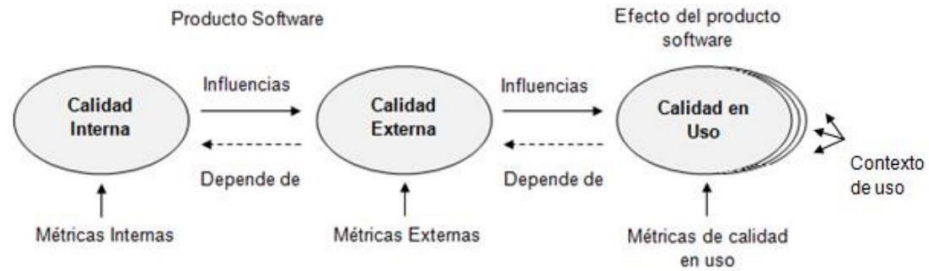 Producto Software
Efecto del producto
software
Calidad
Interna
Influencias
Depende de
Calidad
Externa
Influencias
Depende de
Calidad en
Uso
Contexto
de uso
Métricas Internas
Métricas Externas
Métricas de calidad
en uso